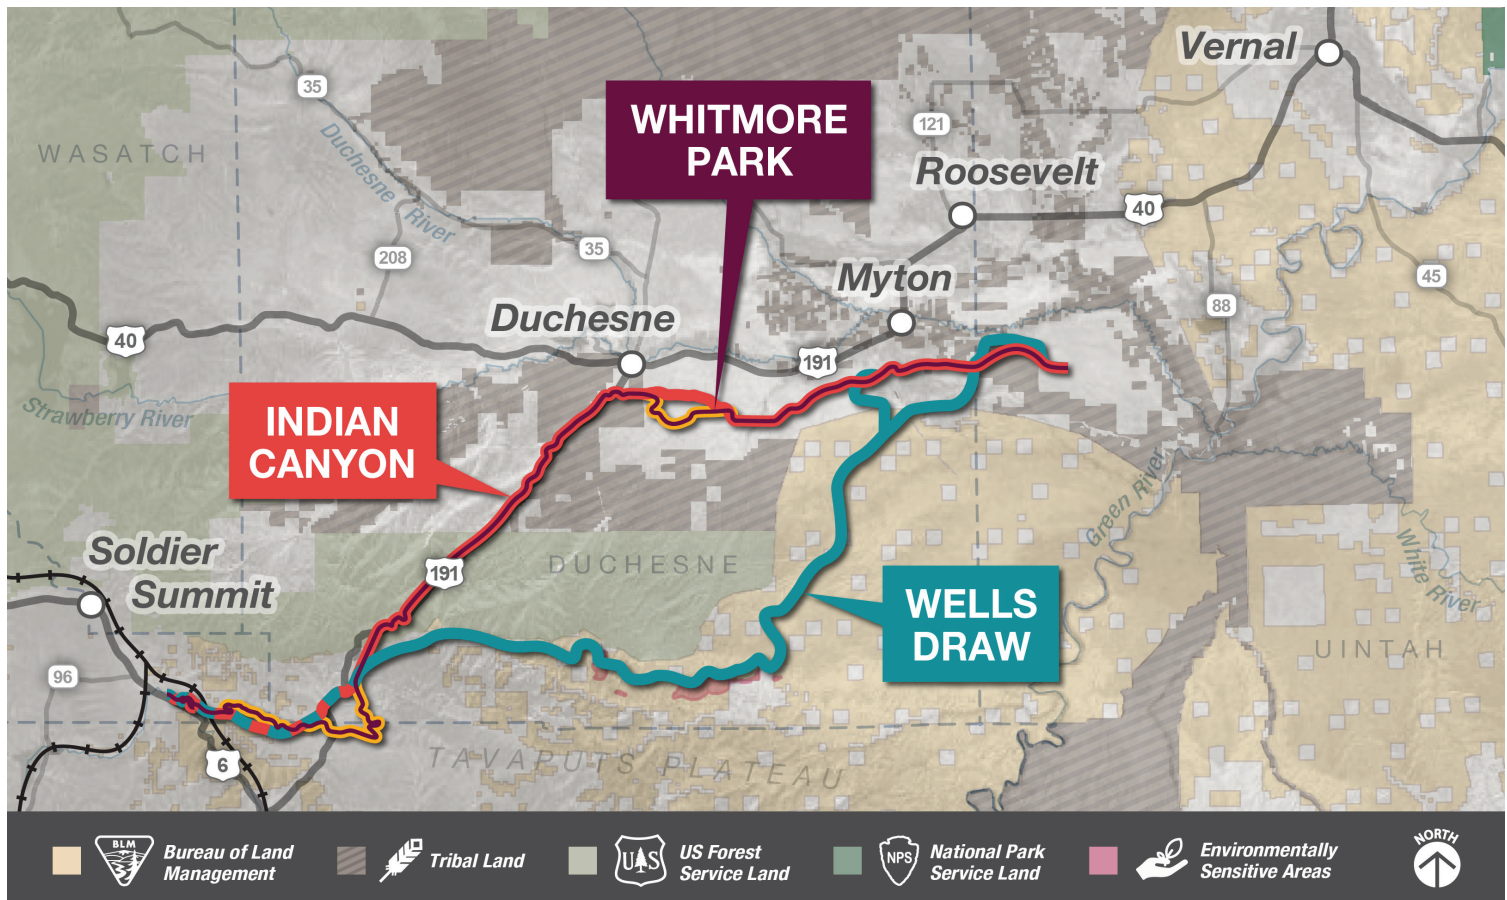 Vernal
35
WHITMORE
PARK
121
WASATCH
Duchesne River
Roosevelt
40
208
35
Myton
45
88
Duchesne
40
191
INDIAN
CANYON
Strawberry River
Green River
White River
Soldier
Summit
191
DUCHESNE
WELLS
DRAW
UINTAH
96
6
TAVAPUTS PLATEAU
BLM
Bureau of Land
Management
Tribal Land
US
US Forest
Service Land
NPS
National Park
Service Land
Environmentally
Sensitive Areas
NORTH